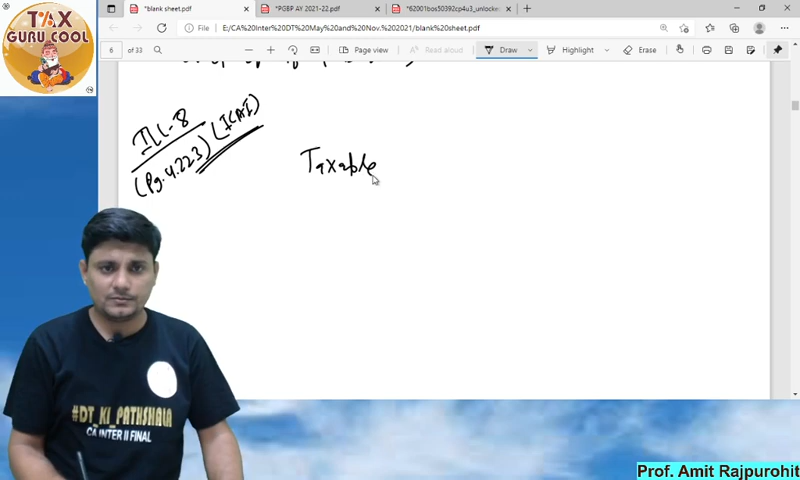 TAX
GURU COOL
*blank sheet.pdf
*PGBP AY 2021-22.pdf
*62001bos50392cp4u3_unlocked
E:/CA%20Inter%20DT%20May%20and%20Nov.%202021/blank%20sheet.pdf
6
of 33
Page view
Read aloud
Draw
Highlight
Erase
ILL-8
(Pg.4.223) (ICAI)
Taxable
#DT_KI_PATHSHALA
CA INTER II FINAL
Prof. Amit Rajpurohit